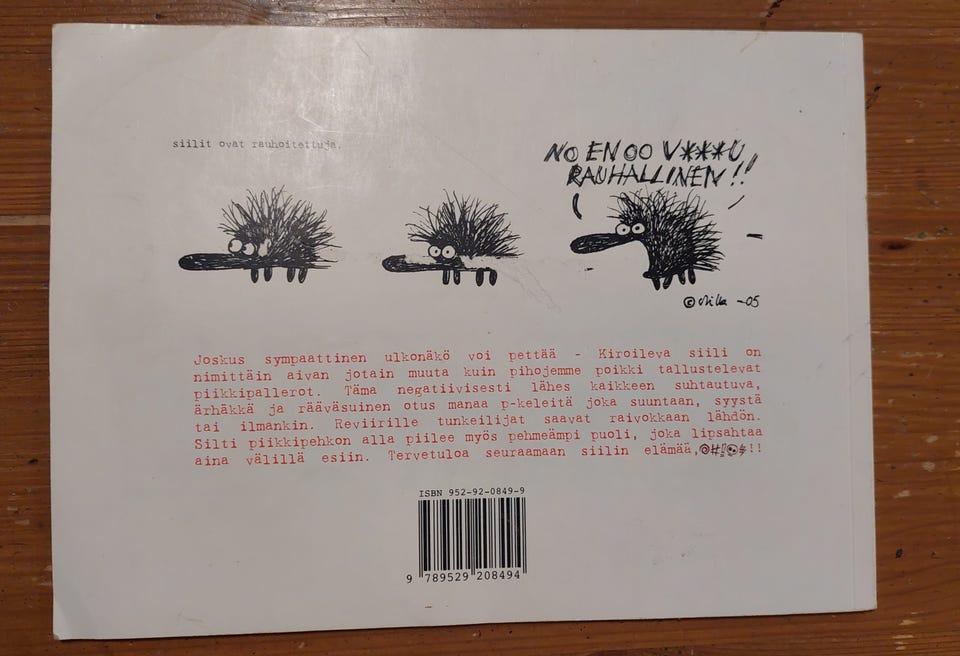 siilit ovat rauhoitettuja.
NO EN OO V***U
RAUHALLINEN!!
© Milla -05
Joskus sympaattinen ulkonäkö voi pettää - Kiroileva siili on
nimittäin aivan jotain muuta kuin pihojemme poikki tallustelevat
piikkipallerot. Täma negatiivisesti lähes kaikkeen suhtautuva,
ärhäkkä ja rääväsuinen otus manaa p-keleitä joka suuntaan, syystä
tai ilmankin. Reviirille tunkeilijat saavat raivokkaan lähdön.
Silti piikkipehkon alla piilee myös pehmeämpi puoli, joka lipsahtaa
aina välillä esiin. Tervetuloa seuraamaan siilin elämää,@#!☠*!!
ISBN 952-92-0849-9
9 789529 208494